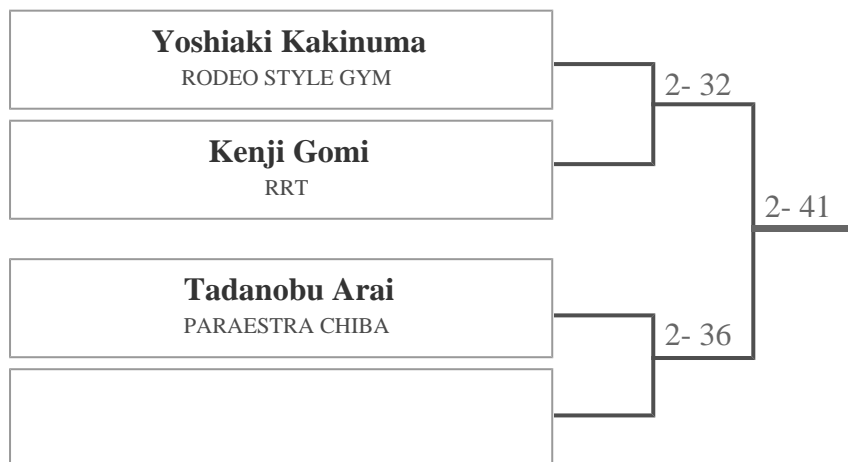 Yoshiaki Kakinuma
RODEO STYLE GYM
2- 32
Kenji Gomi
RRT
2- 41
Tadanobu Arai
PARAESTRA CHIBA
2- 36